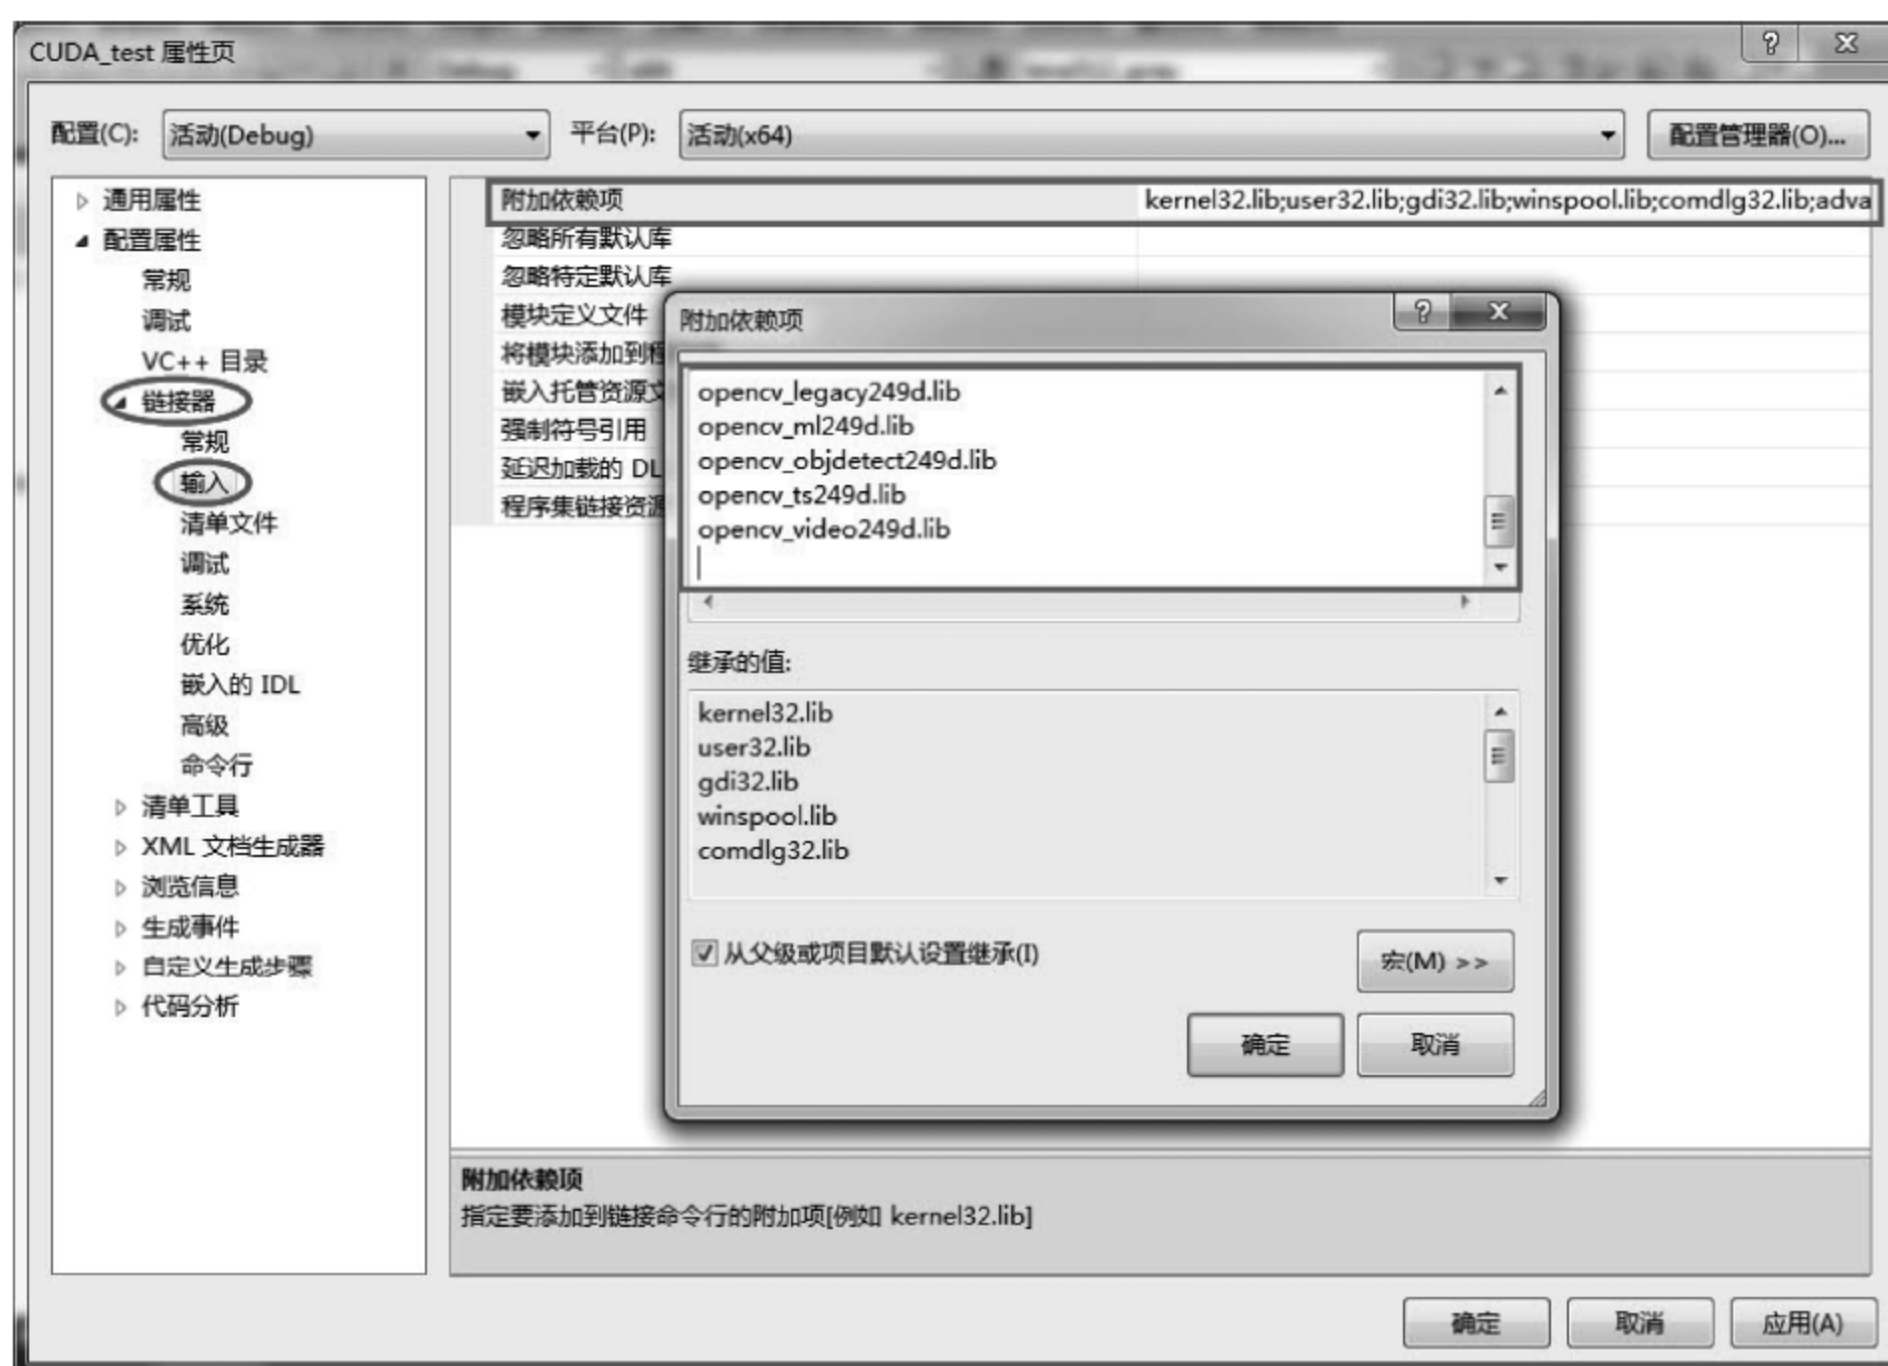 CUDA_test 属性页
配置(C): 活动(Debug) 平台(P): 活动(x64) 配置管理器(O)...
通用属性
配置属性
常规
调试
VC++ 目录
链接器
常规
输入
清单文件
调试
系统
优化
嵌入的 IDL
高级
命令行
清单工具
XML 文档生成器
浏览信息
生成事件
自定义生成步骤
代码分析
附加依赖项 kernel32.lib;user32.lib;gdi32.lib;winspool.lib;comdlg32.lib;adva
忽略所有默认库
忽略特定默认库
模块定义文件
将模块添加到程
嵌入托管资源文
强制符号引用
延迟加载的 DL
程序集链接资源
附加依赖项
opencv_legacy249d.lib
opencv_ml249d.lib
opencv_objdetect249d.lib
opencv_ts249d.lib
opencv_video249d.lib
继承的值:
kernel32.lib
user32.lib
gdi32.lib
winspool.lib
comdlg32.lib
从父级或项目默认设置继承(I)
宏(M) >>
确定 取消
附加依赖项
指定要添加到链接命令行的附加项[例如 kernel32.lib]
确定 取消 应用(A)